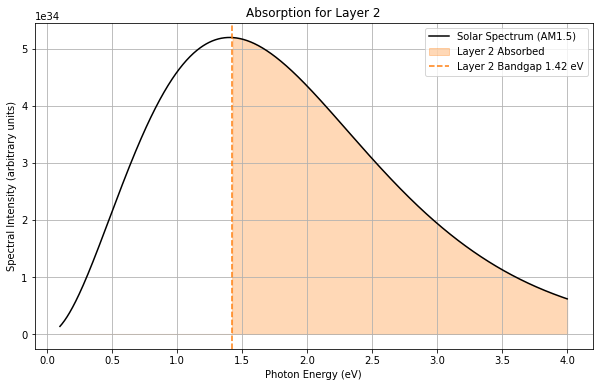 Absorption for Layer 2
1e34
Solar Spectrum (AM1.5)
Layer 2 Absorbed
Layer 2 Bandgap 1.42 eV
Spectral Intensity (arbitrary units)
5
4
3
2
1
0
0.0 0.5 1.0 1.5 2.0 2.5 3.0 3.5 4.0
Photon Energy (eV)